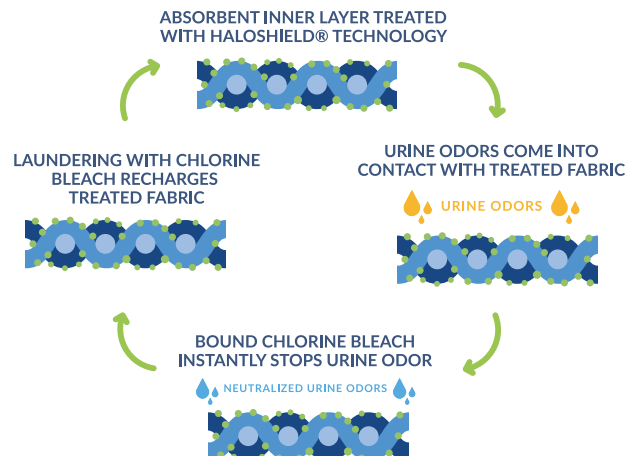 ABSORBENT INNER LAYER TREATED
WITH HALOSHIELD® TECHNOLOGY
URINE ODORS COME INTO
CONTACT WITH TREATED FABRIC
URINE ODORS
BOUND CHLORINE BLEACH
INSTANTLY STOPS URINE ODOR
NEUTRALIZED URINE ODORS
LAUNDERING WITH CHLORINE
BLEACH RECHARGES
TREATED FABRIC